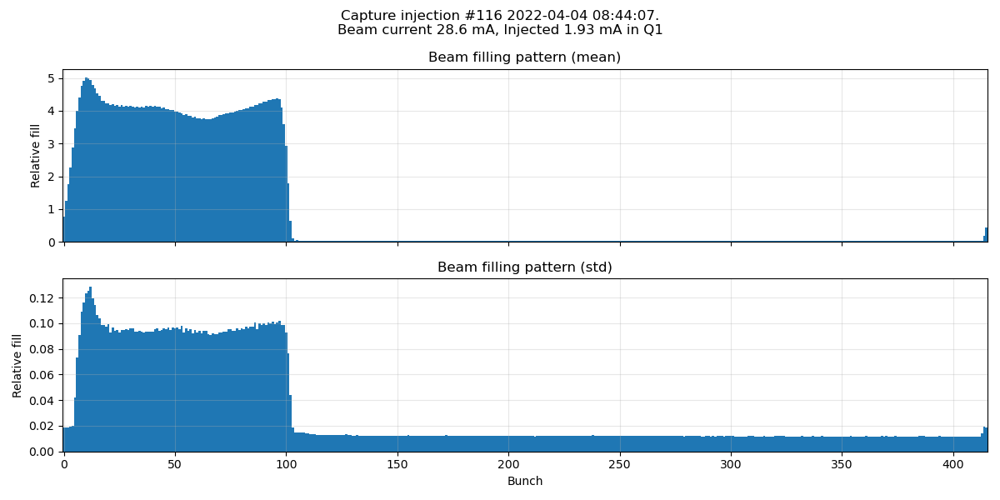 Capture injection #116 2022-04-04 08:44:07.
Beam current 28.6 mA, Injected 1.93 mA in Q1
Beam filling pattern (mean)
Relative fill
5
4
3
2
1
0
Beam filling pattern (std)
Relative fill
0.12
0.10
0.08
0.06
0.04
0.02
0.00
0 50 100 150 200 250 300 350 400
Bunch